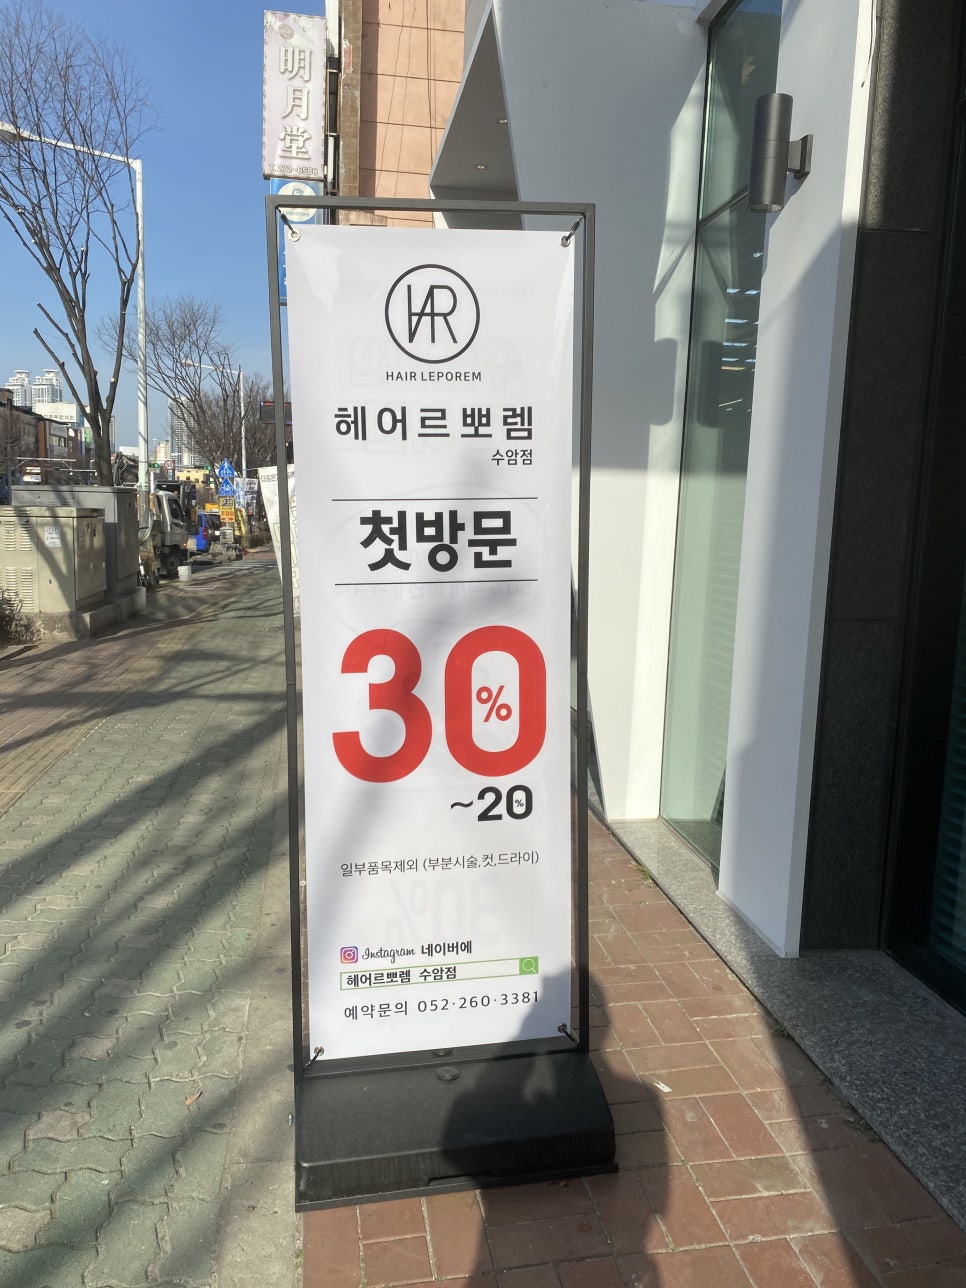 明月堂
T.272-6588
HR
HAIR LEPOREM
헤어르뽀렘
수암점
첫방문
30%
~20%
일부품목제외 (부분시술,컷,드라이)
Instagram 네이버에
헤어르뽀렘 수암점
예약문의 052·260·3381